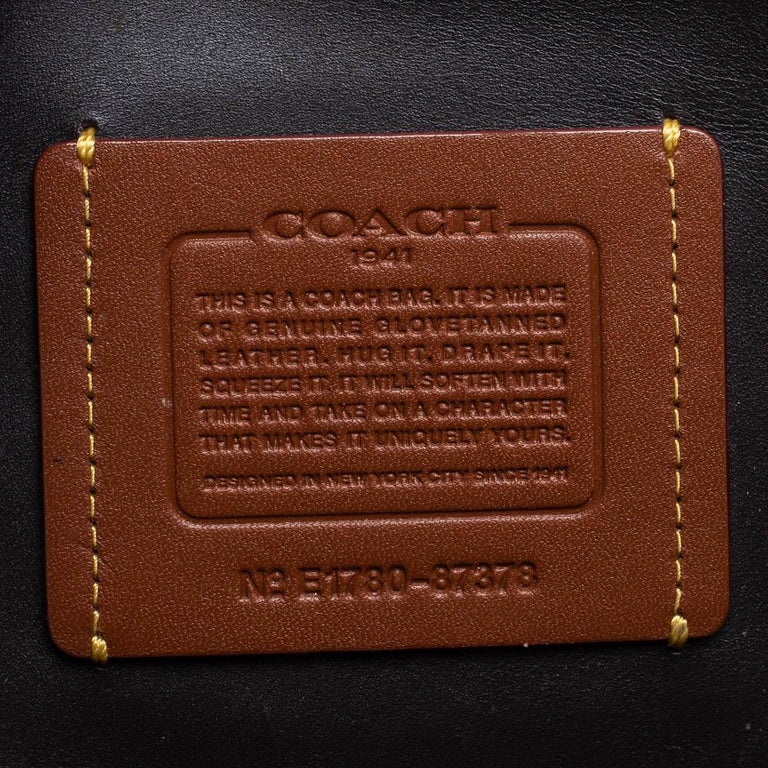 COACH
1941
THIS IS A COACH BAG. IT IS MADE
OF GENUINE GLOVETANNED
LEATHER. HUG IT. DRAPE IT.
SQUEEZE IT. IT WILL SOFTEN WITH
TIME AND TAKE ON A CHARACTER
THAT MAKES IT UNIQUELY YOURS.
DESIGNED IN NEW YORK CITY SINCE 1941
Nº E1780-87378